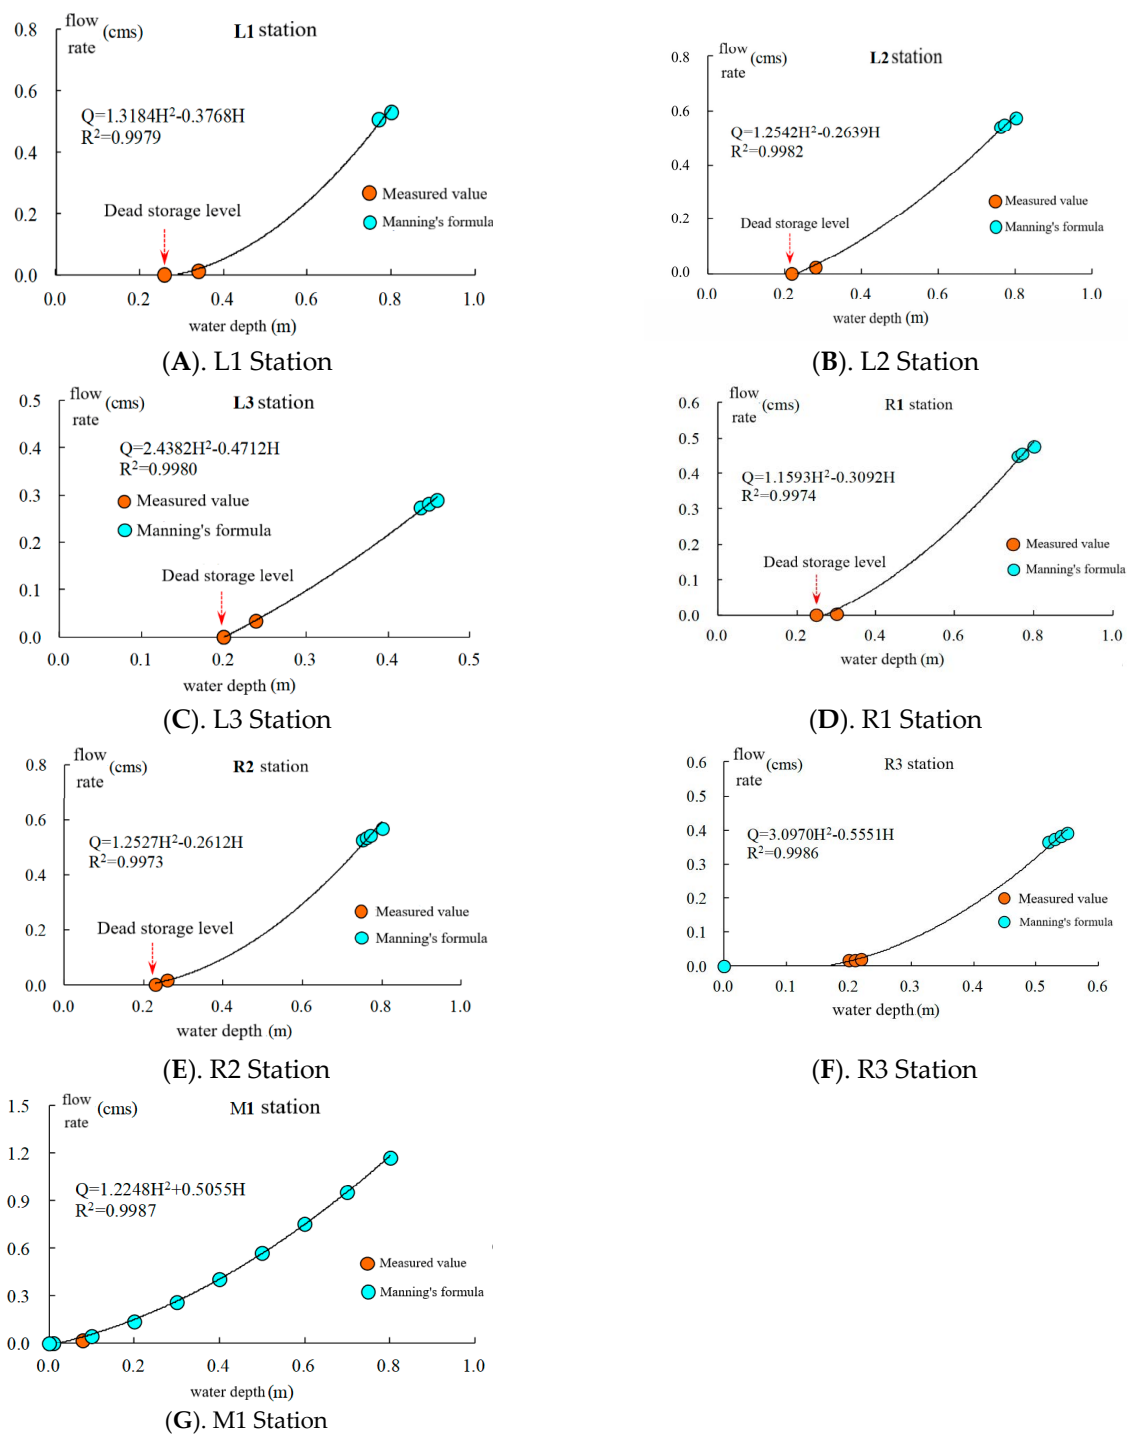 flow
rate
(cms)
L1 station
0.8
0.6
0.4
0.2
0.0
Q=1.3184H²-0.3768H
R²=0.9979
Measured value
Manning's formula
Dead storage level
0.0 0.2 0.4 0.6 0.8 1.0
water depth (m)
(A). L1 Station
flow
rate
(cms)
L2 station
0.8
0.6
0.4
0.2
0.0
Q=1.2542H²-0.2639H
R²=0.9982
Measured value
Manning's formula
Dead storage level
0.0 0.2 0.4 0.6 0.8 1.0
water depth (m)
(B). L2 Station
flow
rate
(cms)
L3 station
0.5
0.4
0.3
0.2
0.1
0.0
Q=2.4382H²-0.4712H
R²=0.9980
Measured value
Manning's formula
Dead storage level
0.0 0.1 0.2 0.3 0.4 0.5
water depth (m)
(C). L3 Station
flow
rate
(cms)
R1 station
0.6
0.5
0.4
0.3
0.2
0.1
0.0
Q=1.1593H²-0.3092H
R²=0.9974
Measured value
Manning's formula
Dead storage level
0.0 0.2 0.4 0.6 0.8 1.0
water depth (m)
(D). R1 Station
flow
rate
(cms)
R2 station
0.8
0.6
0.4
0.2
0.0
Q=1.2527H²-0.2612H
R²=0.9973
Measured value
Manning's formula
Dead storage level
0.0 0.2 0.4 0.6 0.8 1.0
water depth (m)
(E). R2 Station
flow
rate
(cms)
R3 station
0.6
0.5
0.4
0.3
0.2
0.1
0.0
Q=3.0970H²-0.5551H
R²=0.9986
Measured value
Manning's formula
0.0 0.1 0.2 0.3 0.4 0.5 0.6
water depth (m)
(F). R3 Station
flow
rate
(cms)
M1 station
1.5
1.2
0.9
0.6
0.3
0.0
Q=1.2248H²+0.5055H
R²=0.9987
Measured value
Manning's formula
0.0 0.2 0.4 0.6 0.8 1.0
water depth (m)
(G). M1 Station